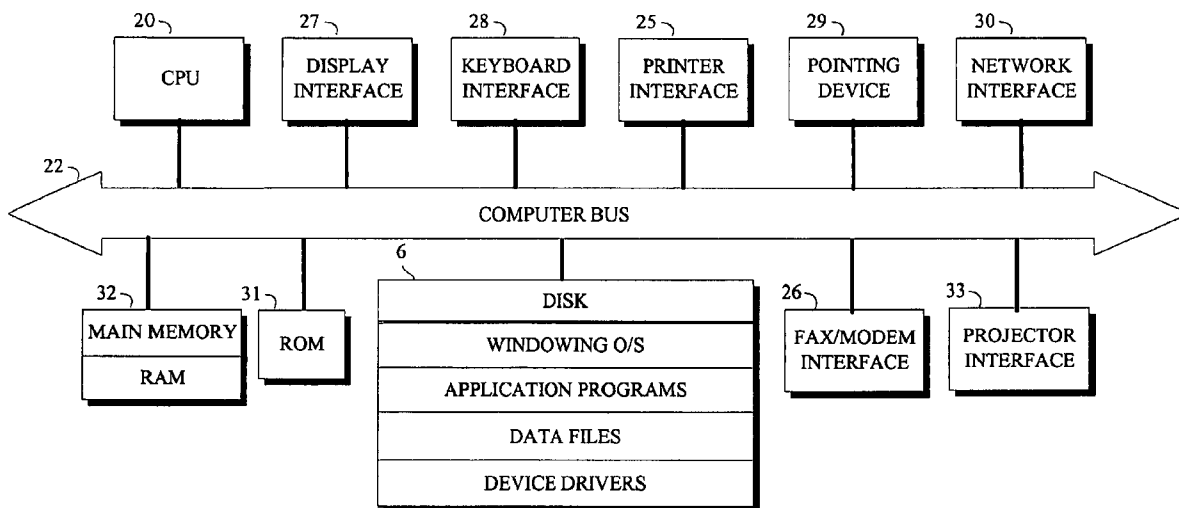 20
CPU
27
DISPLAY
INTERFACE
28
KEYBOARD
INTERFACE
25
PRINTER
INTERFACE
29
POINTING
DEVICE
30
NETWORK
INTERFACE
22
COMPUTER BUS
32
MAIN MEMORY
RAM
31
ROM
6
DISK
WINDOWING O/S
APPLICATION PROGRAMS
DATA FILES
DEVICE DRIVERS
26
FAX/MODEM
INTERFACE
33
PROJECTOR
INTERFACE